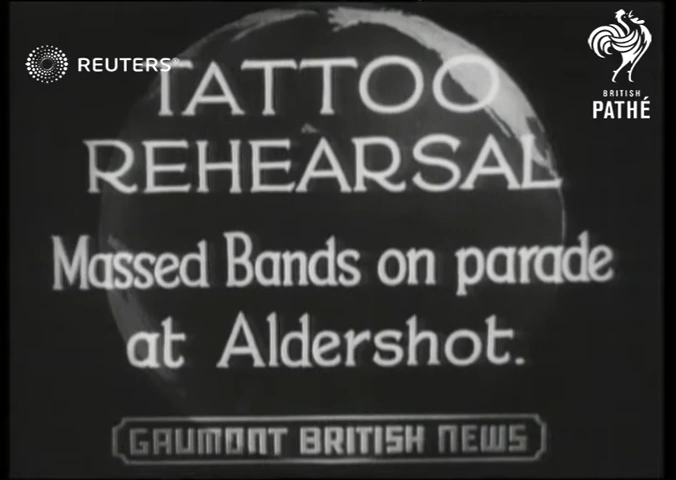 REUTERS®
BRITISH
PATHÉ
TATTOO
REHEARSAL
Massed Bands on parade
at Aldershot.
GAUMONT BRITISH NEWS